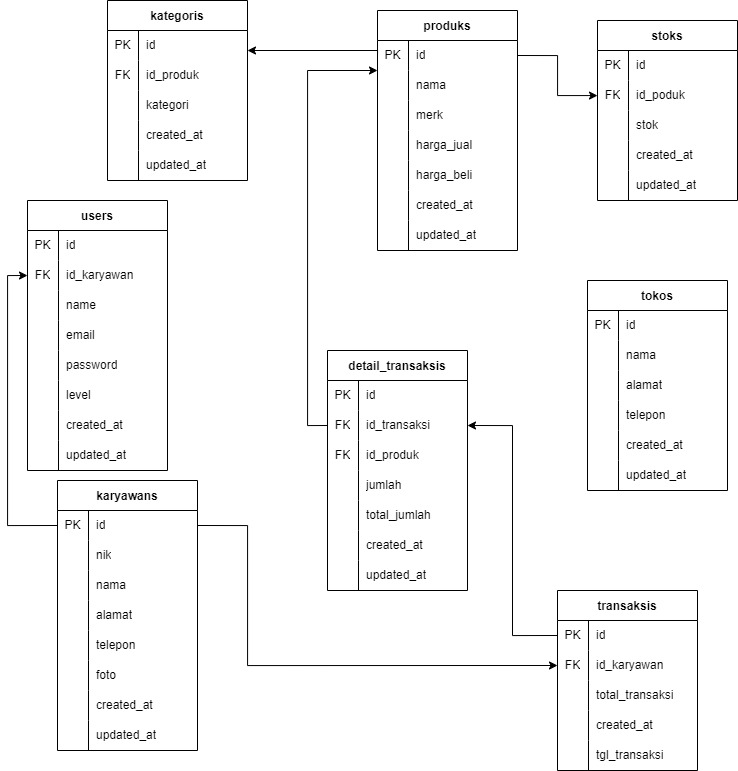 kategoris
PK id
FK id_produk
kategori
created_at
updated_at
produks
PK id
nama
merk
harga_jual
harga_beli
created_at
updated_at
stoks
PK id
FK id_poduk
stok
created_at
updated_at
users
PK id
FK id_karyawan
name
email
password
level
created_at
updated_at
tokos
PK id
nama
alamat
telepon
created_at
updated_at
detail_transaksis
PK id
FK id_transaksi
FK id_produk
jumlah
total_jumlah
created_at
updated_at
karyawans
PK id
nik
nama
alamat
telepon
foto
created_at
updated_at
transaksis
PK id
FK id_karyawan
total_transaksi
created_at
tgl_transaksi